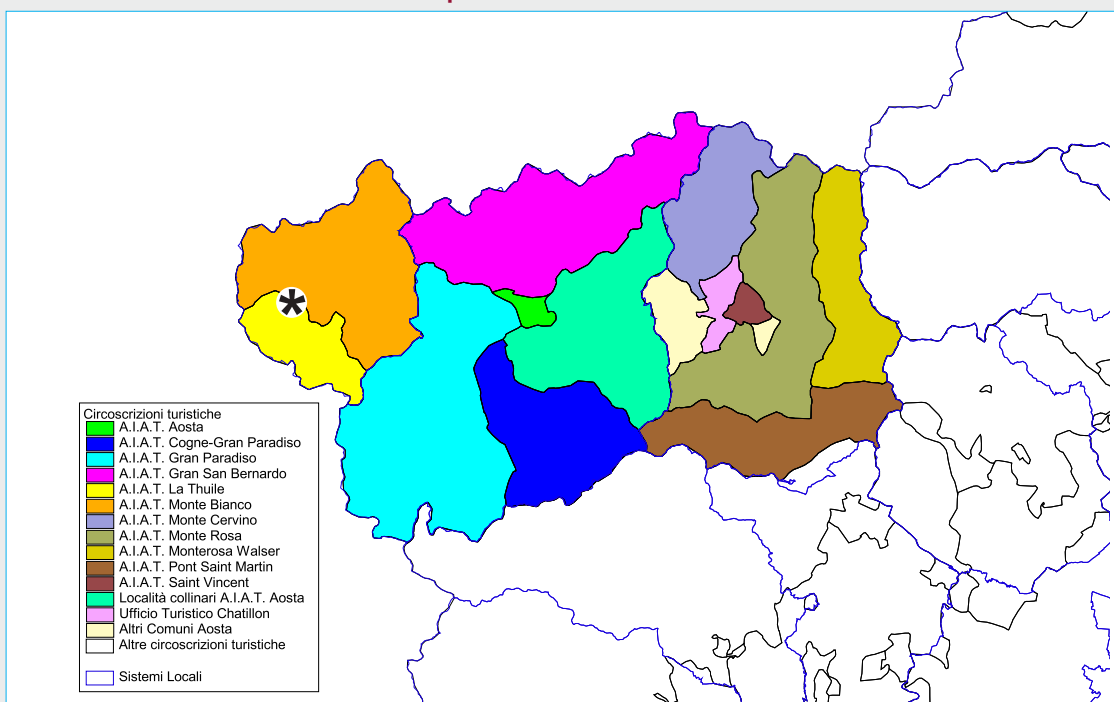 Circoscrizioni turistiche
A.I.A.T. Aosta
A.I.A.T. Cogne-Gran Paradiso
A.I.A.T. Gran Paradiso
A.I.A.T. Gran San Bernardo
A.I.A.T. La Thuile
A.I.A.T. Monte Bianco
A.I.A.T. Monte Cervino
A.I.A.T. Monte Rosa
A.I.A.T. Monterosa Walser
A.I.A.T. Pont Saint Martin
A.I.A.T. Saint Vincent
Località collinari A.I.A.T. Aosta
Ufficio Turistico Chatillon
Altri Comuni Aosta
Altre circoscrizioni turistiche
Sistemi Locali